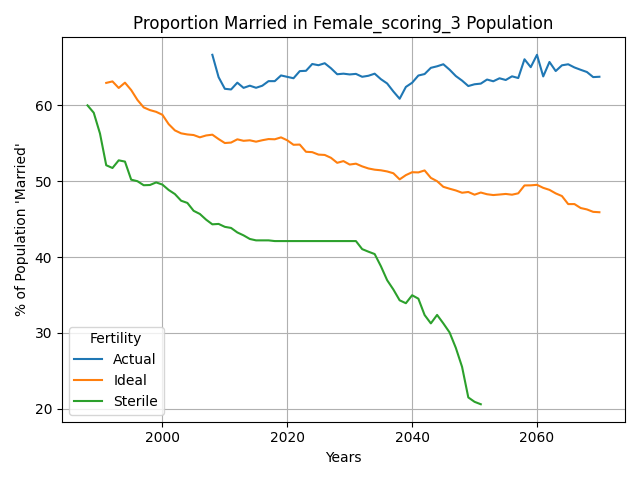 Proportion Married in Female_scoring_3 Population
% of Population 'Married'
60
50
40
30
20
Fertility
Actual
Ideal
Sterile
2000 2020 2040 2060
Years